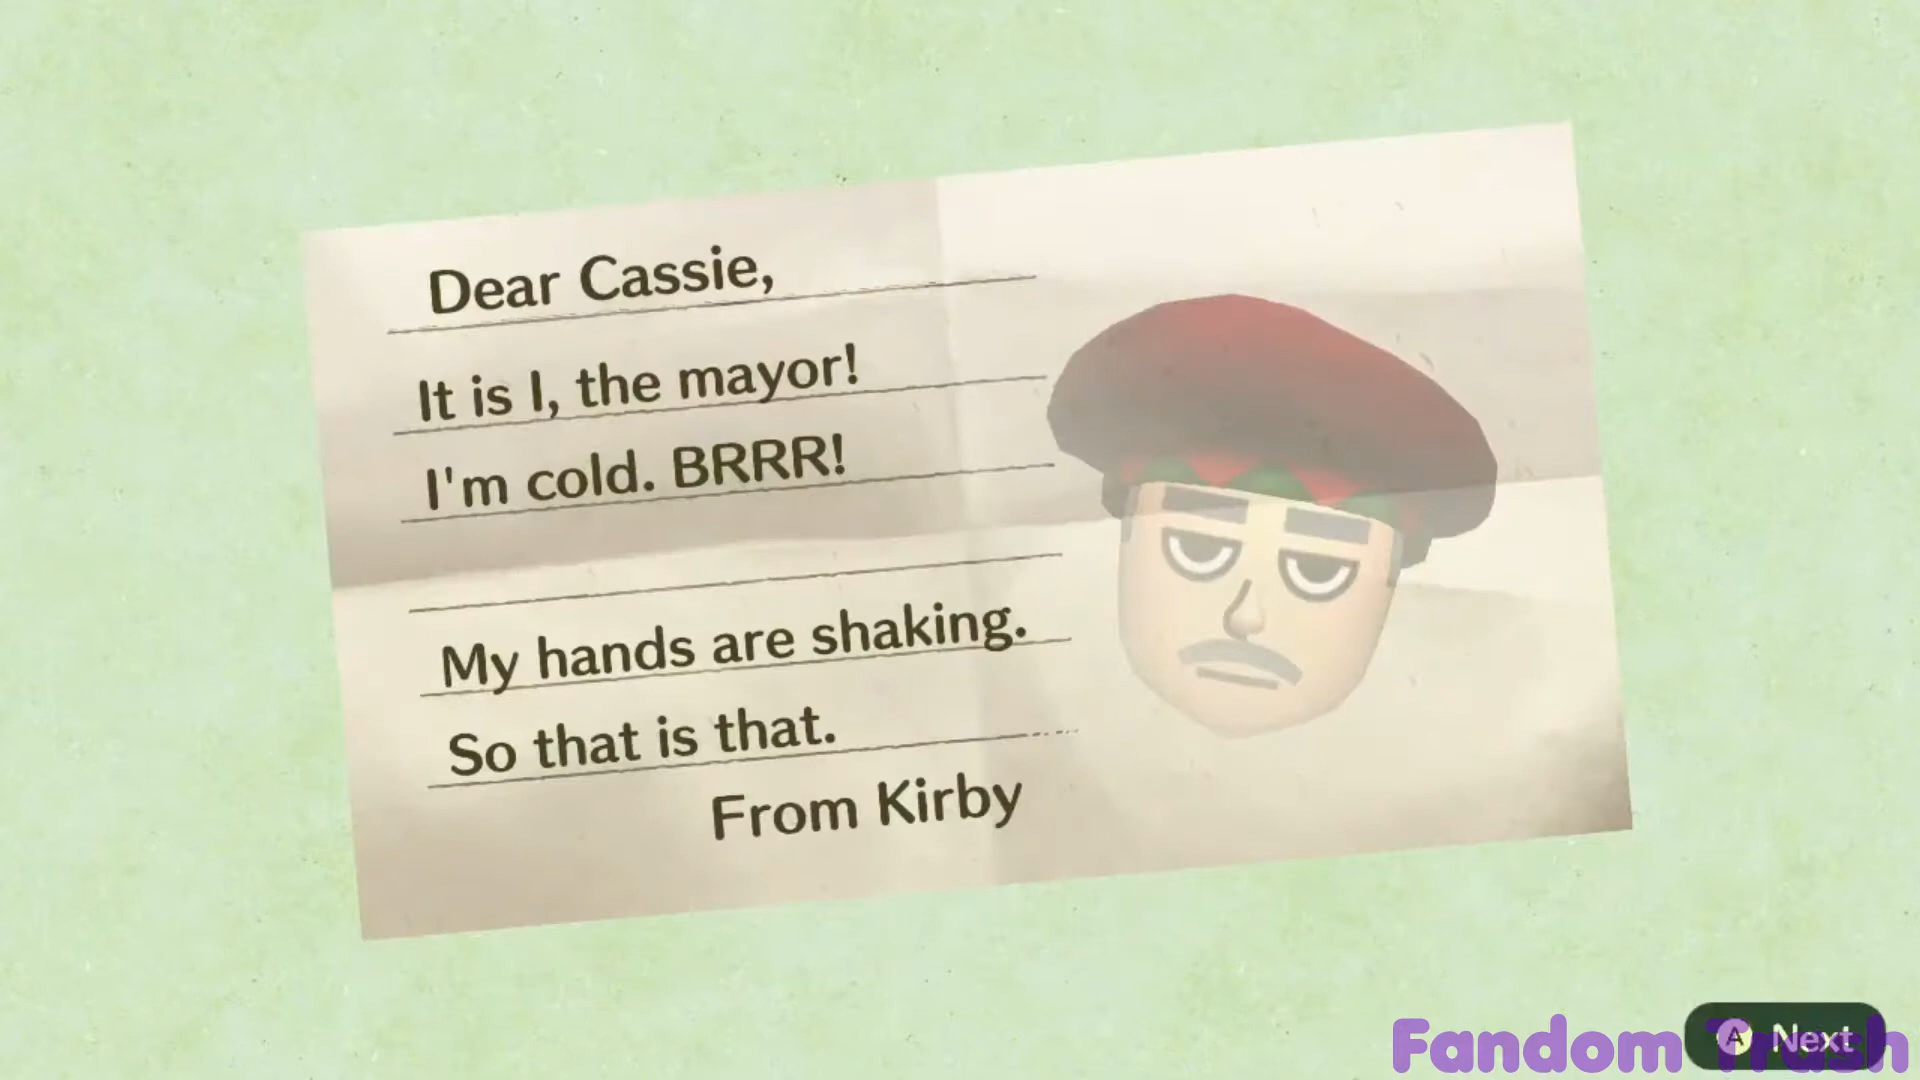 Dear Cassie,
It is I, the mayor!
I'm cold. BRRR!
My hands are shaking.
So that is that.
From Kirby
A Next
Fandom Trash